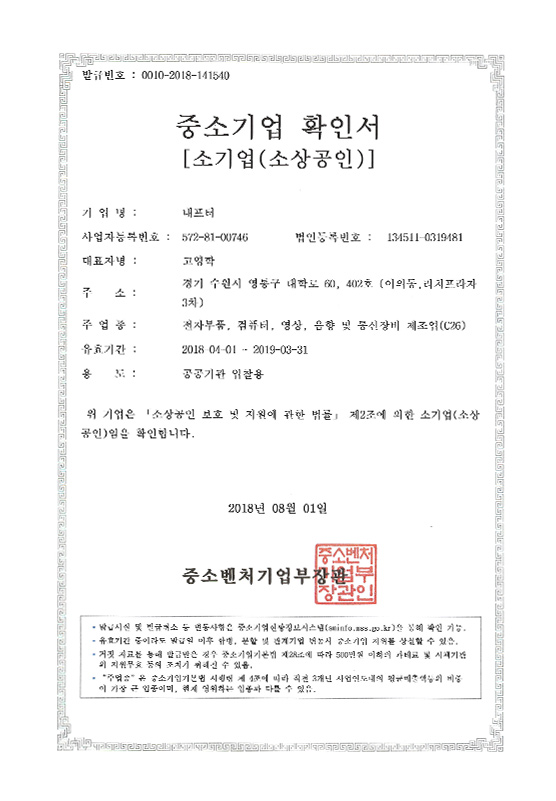 발급번호 : 0010-2018-141540
중소기업 확인서
[소기업(소상공인)]
기 업 명 : 내프터
사업자등록번호 : 572-81-00746 법인등록번호 : 134511-0319481
대표자명 :
주 소 : 경기 수원시 영통구 대학로 60, 402호 (이의동,리치프라자
3차)
주 업 종 : 전자부품, 컴퓨터, 영상, 음향 및 통신장비 제조업(C26)
유효기간 : 2018-04-01 ~ 2019-03-31
용 도 : 공공기관 입찰용
위 기업은 「소상공인 보호 및 지원에 관한 법률」 제2조에 의한 소기업(소상
공인)임을 확인합니다.
2018년 08월 01일
중소벤처기업부장관
중소벤처
기업부
장관인
• 발급사실 및 발급취소 등 변동사항은 중소기업현황정보시스템(sminfo.mss.go.kr)을 통해 확인 가능.
• 유효기간 중이라도 발급일 이후 합병, 분할 및 관계기업 변동시 중소기업 지위를 상실할 수 있음.
• 거짓 자료를 통해 발급받은 경우 중소기업기본법 제28조에 따라 500만원 이하의 과태료 및 시책기관
의 지원무효 등의 조치가 취해질 수 있음.
• "주업종" 은 중소기업기본법 시행령 제 4조에 따라 직전 3개년 사업연도내의 평균매출액등의 비중
이 가장 큰 업종이며, 현재 영위하는 업종과 다를 수 있음.